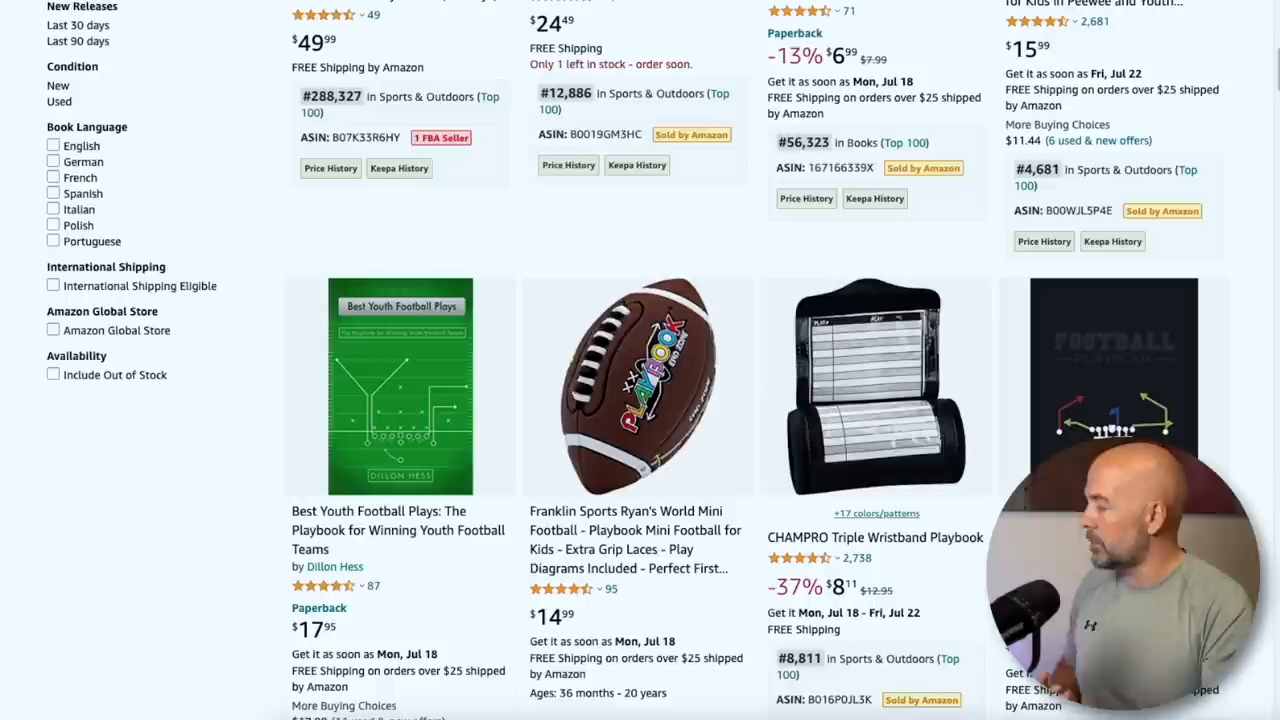 New Releases
Last 30 days
Last 90 days
Condition
New
Used
Book Language
English
German
French
Spanish
Italian
Polish
Portuguese
International Shipping
International Shipping Eligible
Amazon Global Store
Amazon Global Store
Availability
Include Out of Stock
49
$49 99
FREE Shipping by Amazon
#288,327 in Sports & Outdoors (Top
100)
ASIN: B07K33R6HY 1 FBA Seller
Price History Keepa History
$24 49
FREE Shipping
Only 1 left in stock - order soon.
#12,886 in Sports & Outdoors (Top
100)
ASIN: B0019GM3HC Sold by Amazon
Price History Keepa History
71
Paperback
-13% $6 99 $7.99
Get it as soon as Mon, Jul 18
FREE Shipping on orders over $25 shipped
by Amazon
#56,323 in Books (Top 100)
ASIN: 167166339X Sold by Amazon
Price History Keepa History
for Kids in Peewee and Youth...
2,681
$15 99
Get it as soon as Fri, Jul 22
FREE Shipping on orders over $25 shipped
by Amazon
More Buying Choices
$11.44 (6 used & new offers)
#4,681 in Sports & Outdoors (Top
100)
ASIN: B00WJL5P4E Sold by Amazon
Price History Keepa History
Best Youth Football Plays
The Playbook for Winning Youth Football Teams
DILLON HESS
Best Youth Football Plays: The
Playbook for Winning Youth Football
Teams
by Dillon Hess
87
Paperback
$17 95
Get it as soon as Mon, Jul 18
FREE Shipping on orders over $25 shipped
by Amazon
More Buying Choices
PLAYBOOK
END ZONE
Franklin Sports Ryan's World Mini
Football - Playbook Mini Football for
Kids - Extra Grip Laces - Play
Diagrams Included - Perfect First...
95
$14 99
Get it as soon as Mon, Jul 18
FREE Shipping on orders over $25 shipped
by Amazon
Ages: 36 months - 20 years
PLAY# PLAY
+17 colors/patterns
CHAMPRO Triple Wristband Playbook
2,738
-37% $8 11 $12.95
Get it Mon, Jul 18 - Fri, Jul 22
FREE Shipping
#8,811 in Sports & Outdoors (Top
100)
ASIN: B016P0JL3K Sold by Amazon
FOOTBALL
PLAYBOOK
by Amazon